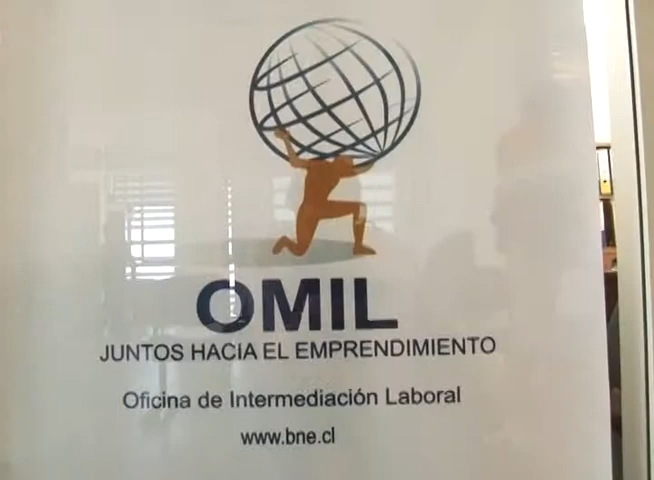 OMIL
JUNTOS HACIA EL EMPRENDIMIENTO
Oficina de Intermediación Laboral
www.bne.cl